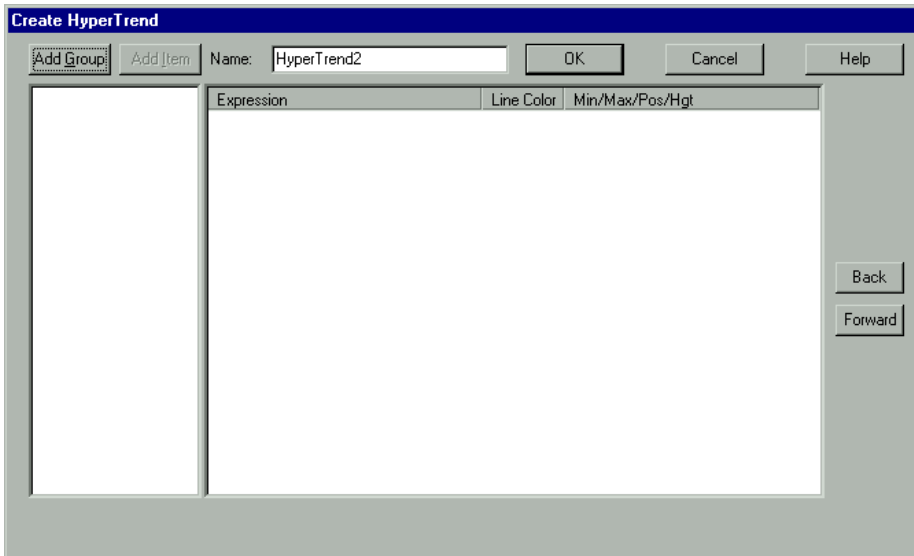 Create HyperTrend
Add Group Add Item Name: HyperTrend2 OK Cancel Help
Expression Line Color Min/Max/Pos/Hgt
Back
Forward